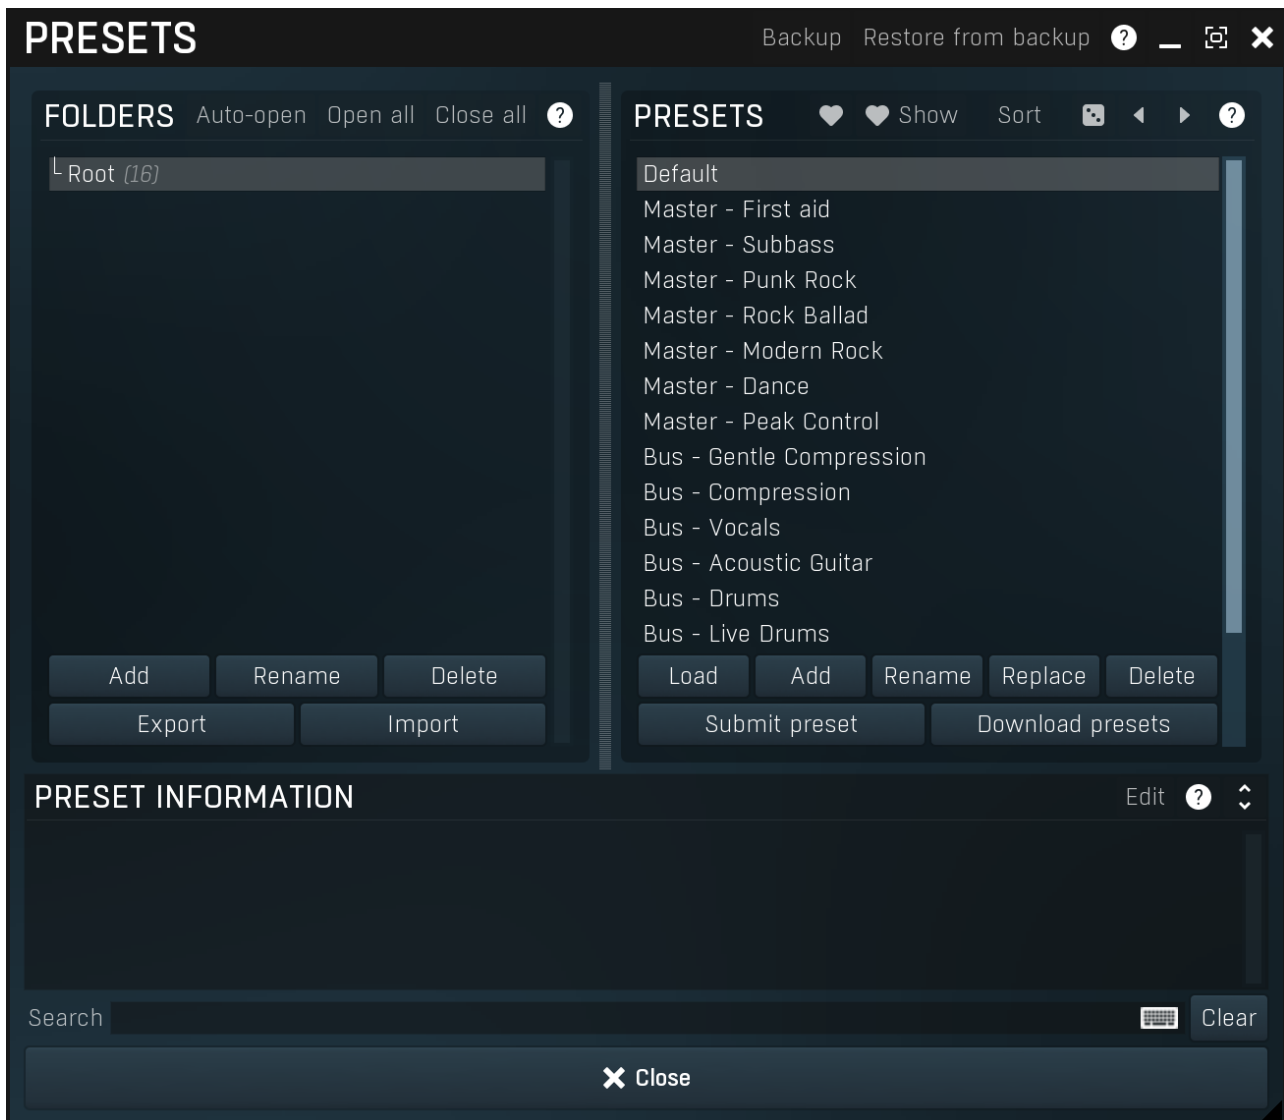 PRESETS Backup Restore from backup ?
FOLDERS Auto-open Open all Close all ?
Root (16)
Add Rename Delete
Export Import
PRESETS Show Sort ?
Default
Master - First aid
Master - Subbass
Master - Punk Rock
Master - Rock Ballad
Master - Modern Rock
Master - Dance
Master - Peak Control
Bus - Gentle Compression
Bus - Compression
Bus - Vocals
Bus - Acoustic Guitar
Bus - Drums
Bus - Live Drums
Load Add Rename Replace Delete
Submit preset Download presets
PRESET INFORMATION Edit ?
Search Clear
Close